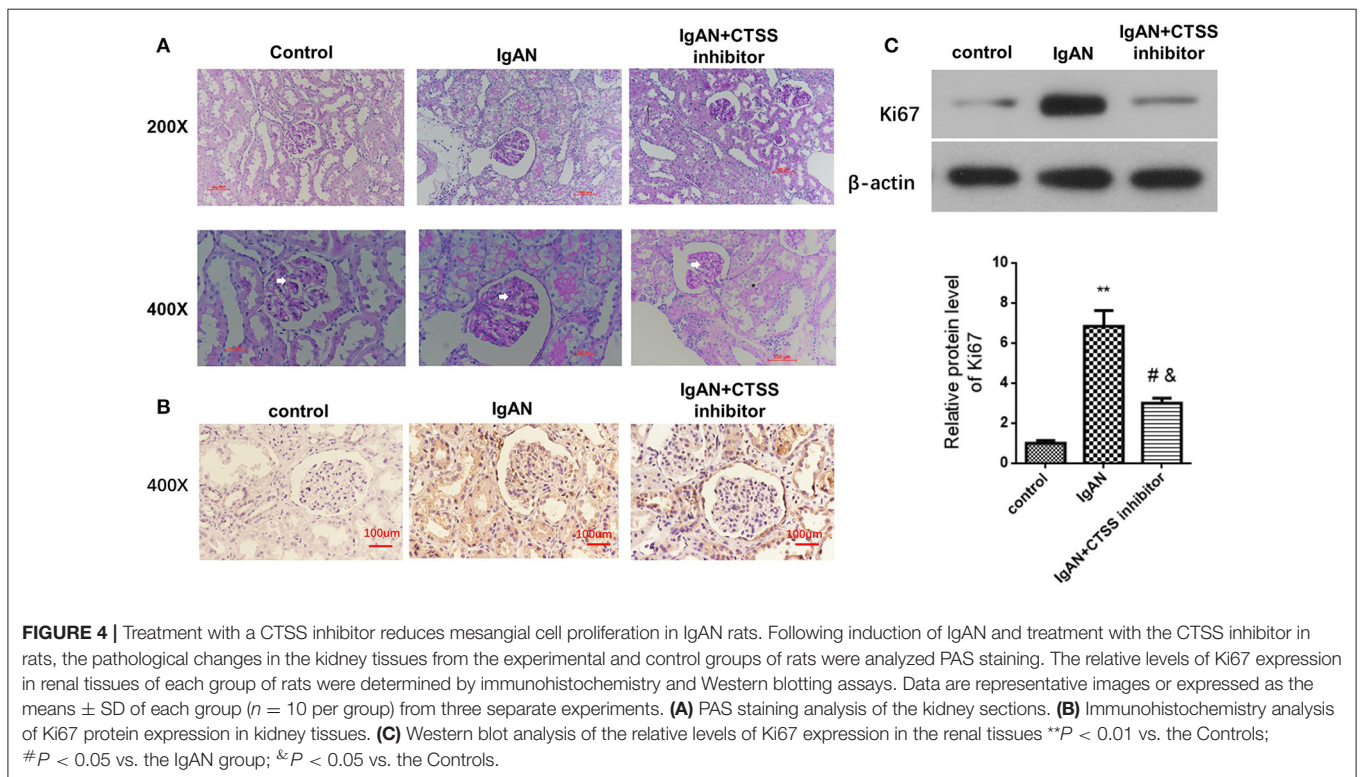 A
Control
IgAN
IgAN+CTSS
inhibitor
200X
400X
B
control
IgAN
IgAN+CTSS
inhibitor
400X
100um
100um
100um
C
control
IgAN
IgAN+CTSS
inhibitor
Ki67
β-actin
Relative protein level
of Ki67
10
8
6
4
2
0
**
# &
control
IgAN
IgAN+CTSS inhibitor
FIGURE 4 | Treatment with a CTSS inhibitor reduces mesangial cell proliferation in IgAN rats. Following induction of IgAN and treatment with the CTSS inhibitor in
rats, the pathological changes in the kidney tissues from the experimental and control groups of rats were analyzed PAS staining. The relative levels of Ki67 expression
in renal tissues of each group of rats were determined by immunohistochemistry and Western blotting assays. Data are representative images or expressed as the
means ± SD of each group (n = 10 per group) from three separate experiments. (A) PAS staining analysis of the kidney sections. (B) Immunohistochemistry analysis
of Ki67 protein expression in kidney tissues. (C) Western blot analysis of the relative levels of Ki67 expression in the renal tissues **P < 0.01 vs. the Controls;
#P < 0.05 vs. the IgAN group; &P < 0.05 vs. the Controls.